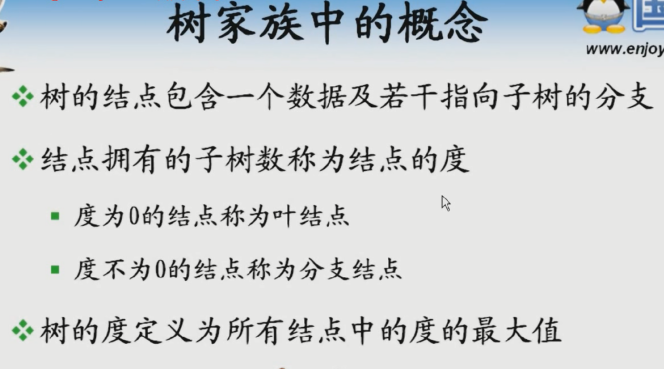 树家族中的概念
www.enjoy
树的结点包含一个数据及若干指向子树的分支
结点拥有的子树数称为结点的度
度为0的结点称为叶结点
度不为0的结点称为分支结点
树的度定义为所有结点中的度的最大值